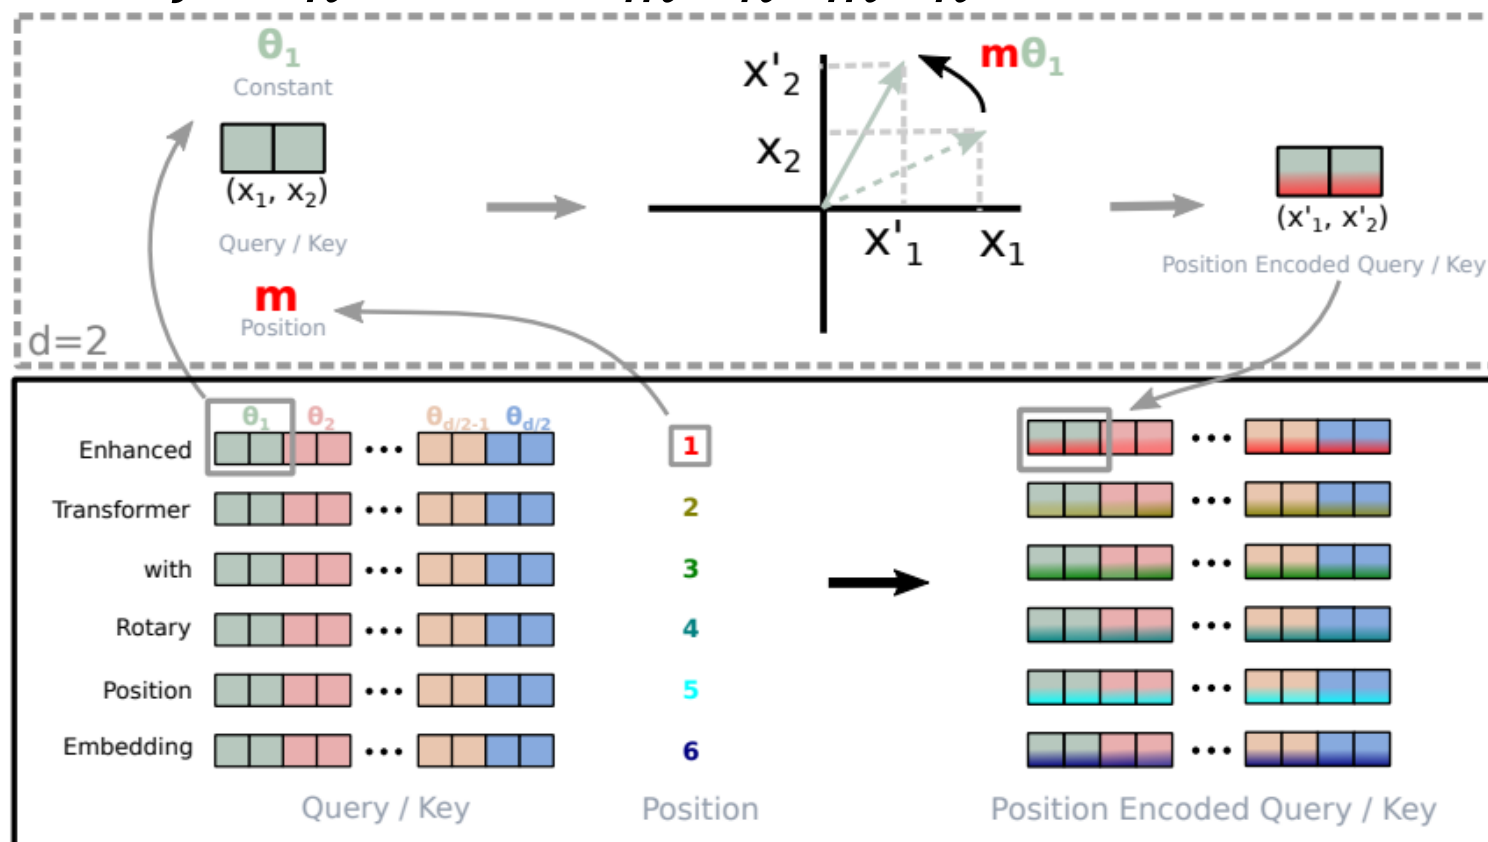 θ1
Constant
(x1, x2)
Query / Key
m
Position
d=2
x'2
x2
x'1
x1
mθ1
(x'1, x'2)
Position Encoded Query / Key
θ1 θ2 θd/2-1 θd/2
Enhanced ••• 1 •••
Transformer ••• 2 •••
with ••• 3 •••
Rotary ••• 4 •••
Position ••• 5 •••
Embedding ••• 6 •••
Query / Key Position Position Encoded Query / Key